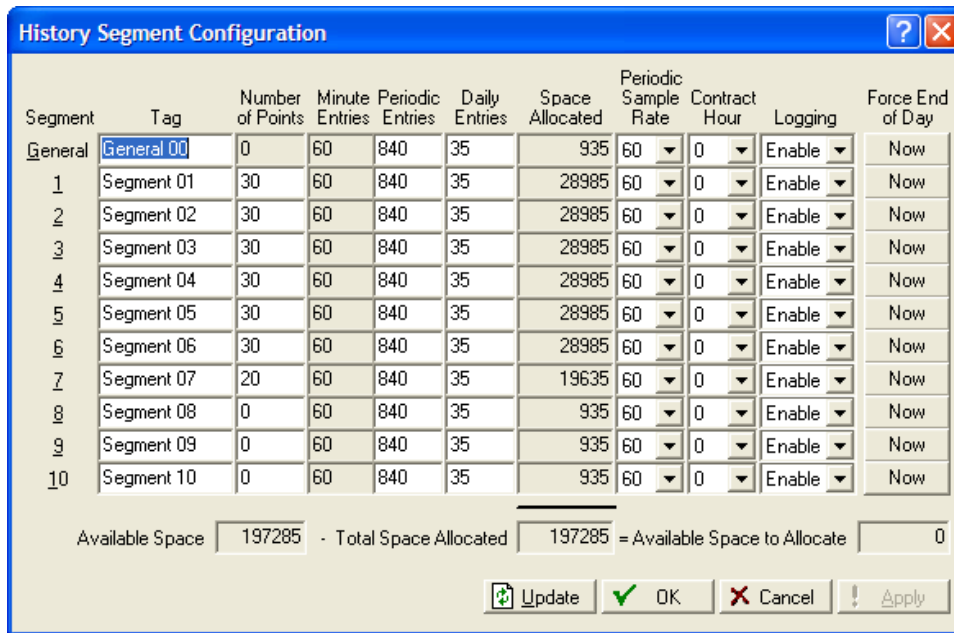 History Segment Configuration
Segment Tag Number of Points Minute Entries Periodic Entries Daily Entries Space Allocated Periodic Sample Rate Contract Hour Logging Force End of Day
General General 00 0 60 840 35 935 60 0 Enable Now
1 Segment 01 30 60 840 35 28985 60 0 Enable Now
2 Segment 02 30 60 840 35 28985 60 0 Enable Now
3 Segment 03 30 60 840 35 28985 60 0 Enable Now
4 Segment 04 30 60 840 35 28985 60 0 Enable Now
5 Segment 05 30 60 840 35 28985 60 0 Enable Now
6 Segment 06 30 60 840 35 28985 60 0 Enable Now
7 Segment 07 20 60 840 35 19635 60 0 Enable Now
8 Segment 08 0 60 840 35 935 60 0 Enable Now
9 Segment 09 0 60 840 35 935 60 0 Enable Now
10 Segment 10 0 60 840 35 935 60 0 Enable Now
Available Space 197285 - Total Space Allocated 197285 = Available Space to Allocate 0
Update OK Cancel ! Apply